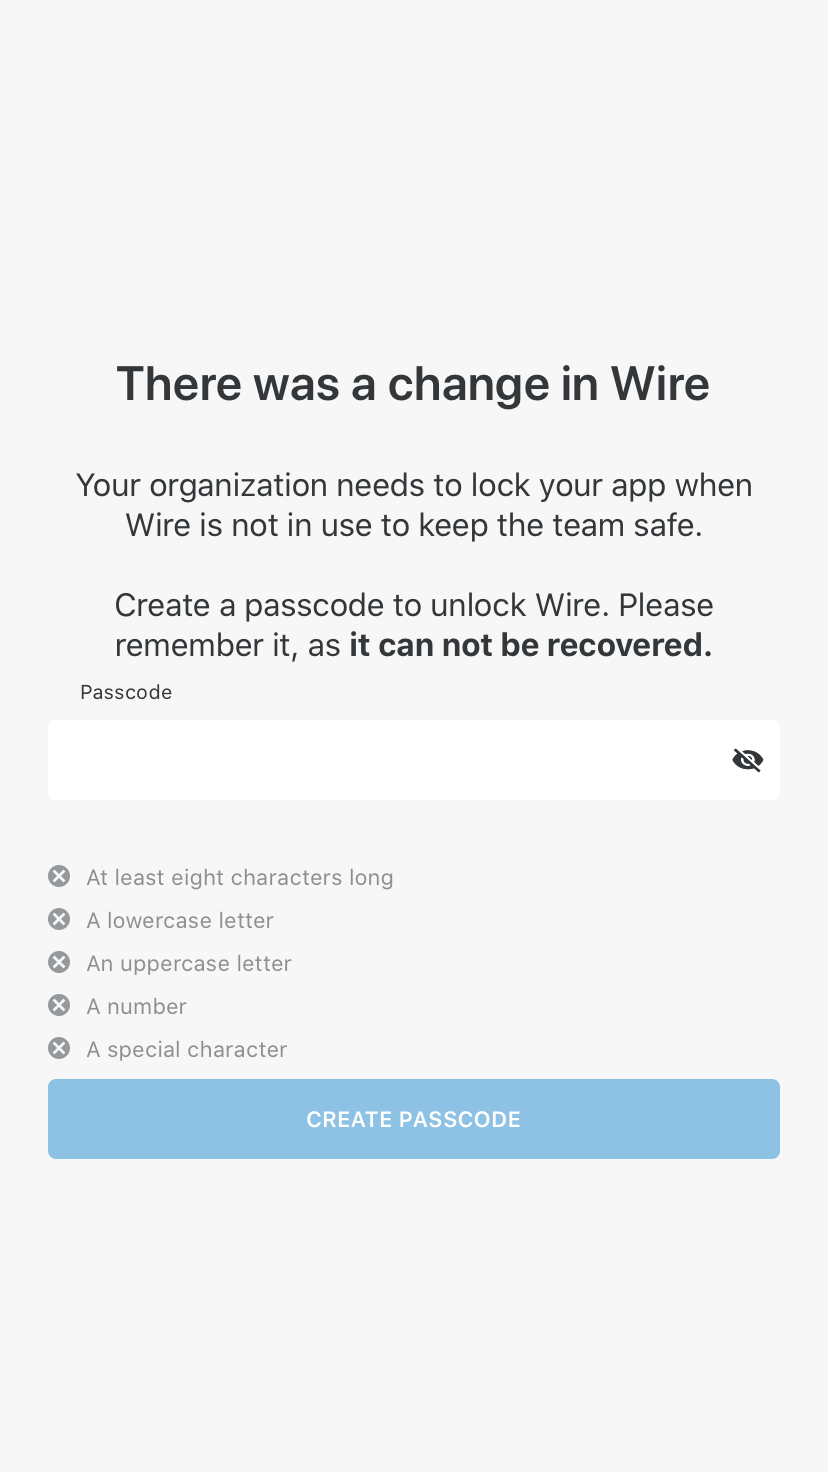 There was a change in Wire
Your organization needs to lock your app when
Wire is not in use to keep the team safe.
Create a passcode to unlock Wire. Please
remember it, as it can not be recovered.
Passcode
At least eight characters long
A lowercase letter
An uppercase letter
A number
A special character
CREATE PASSCODE